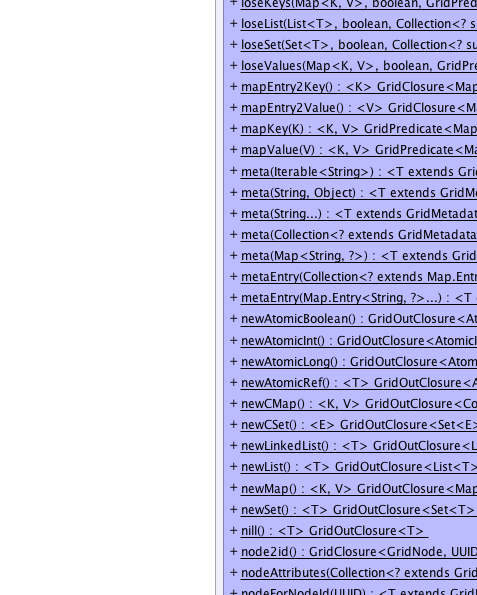 + loseKeys(Map<K, V>, boolean, GridPred
+ loseList(List<T>, boolean, Collection<? s
+ loseSet(Set<T>, boolean, Collection<? su
+ loseValues(Map<K, V>, boolean, GridPre
+ mapEntry2Key() : <K> GridClosure<Map
+ mapEntry2Value() : <V> GridClosure<M
+ mapKey(K) : <K, V> GridPredicate<Map
+ mapValue(V) : <K, V> GridPredicate<Ma
+ meta(Iterable<String>) : <T extends Gri
+ meta(String, Object) : <T extends GridM
+ meta(String...) : <T extends GridMetadat
+ meta(Collection<? extends GridMetadata
+ meta(Map<String, ?>) : <T extends Grid
+ metaEntry(Collection<? extends Map.Entr
+ metaEntry(Map.Entry<String, ?>...) : <T
+ newAtomicBoolean() : GridOutClosure<At
+ newAtomicInt() : GridOutClosure<AtomicI
+ newAtomicLong() : GridOutClosure<Atom
+ newAtomicRef() : <T> GridOutClosure<A
+ newCMap() : <K, V> GridOutClosure<Co
+ newCSet() : <E> GridOutClosure<Set<E>
+ newLinkedList() : <T> GridOutClosure<L
+ newList() : <T> GridOutClosure<List<T>
+ newMap() : <K, V> GridOutClosure<Map
+ newSet() : <T> GridOutClosure<Set<T>
+ nill() : <T> GridOutClosure<T>
+ node2id() : GridClosure<GridNode, UUID
+ nodeAttributes(Collection<? extends Grid
+ nodeForNodeId(UUID) : <T extends Grid